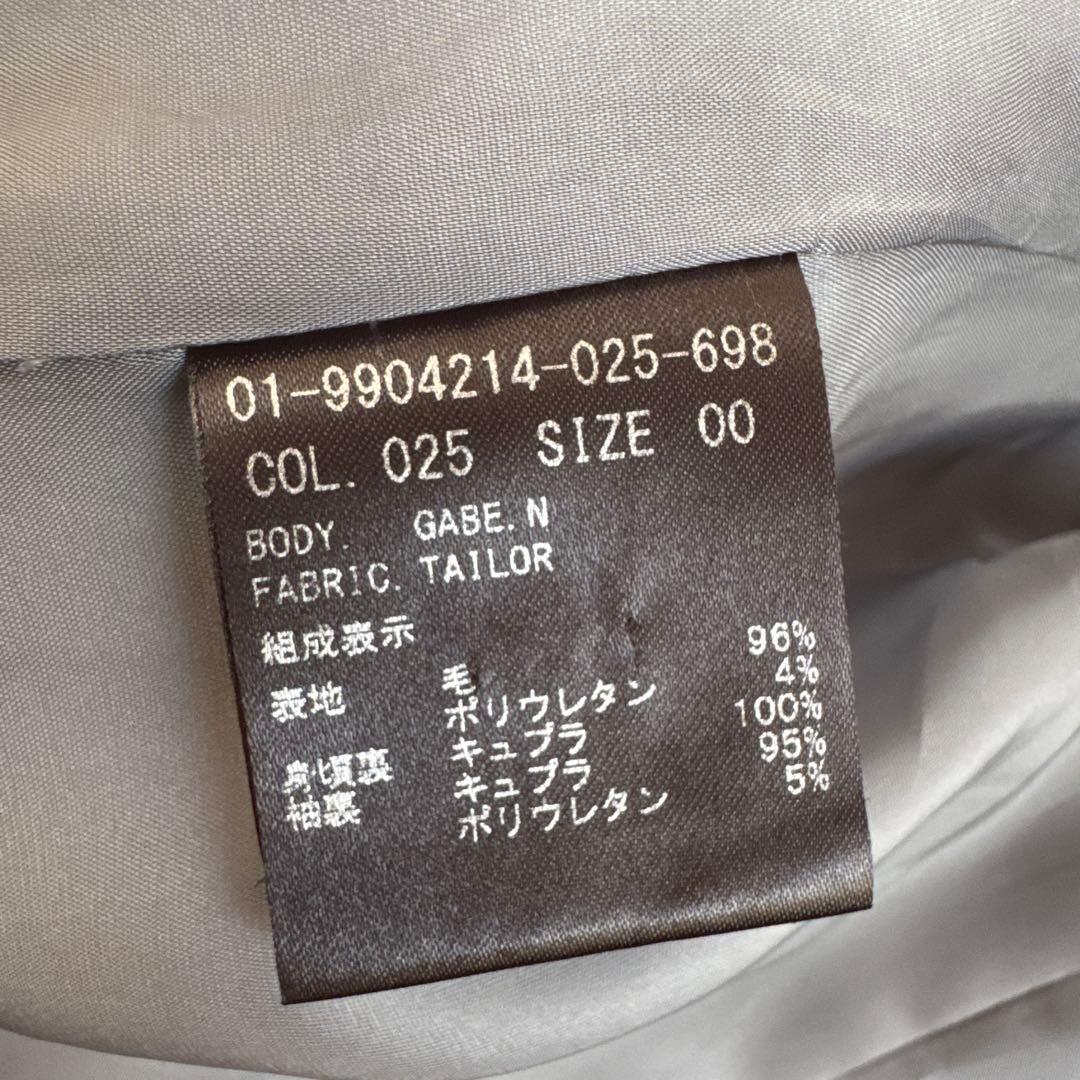 01-9904214-025-698
COL. 025 SIZE 00
BODY. GABE.N
FABRIC. TAILOR
組成表示
表地 毛 96%
ポリウレタン 4%
身頃裏 キュプラ 100%
袖裏 キュプラ 95%
ポリウレタン 5%